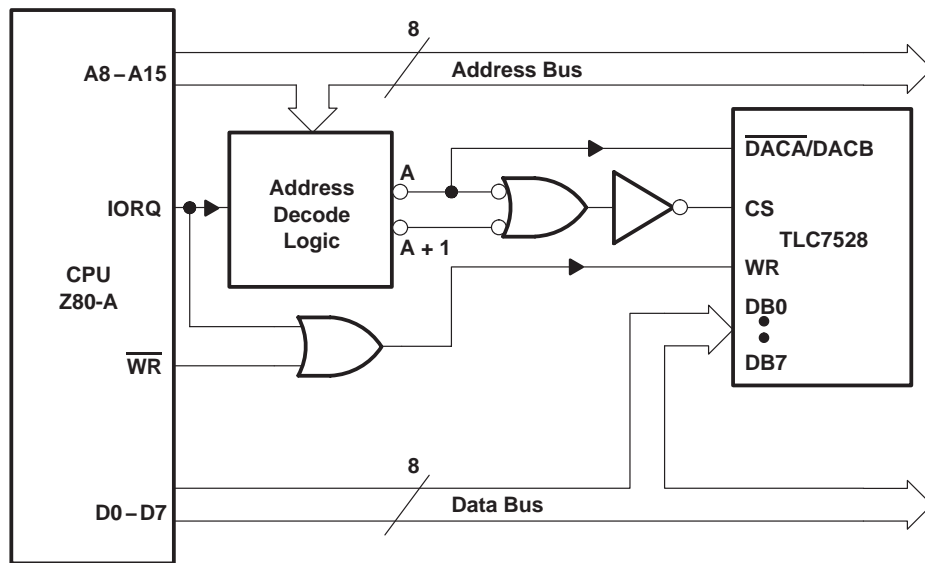 8
A8–A15
Address Bus
DACA/DACB
A
Address
Decode
Logic
IORQ
CS
A + 1
TLC7528
CPU
Z80-A
WR
DB0
WR
DB7
8
D0–D7
Data Bus